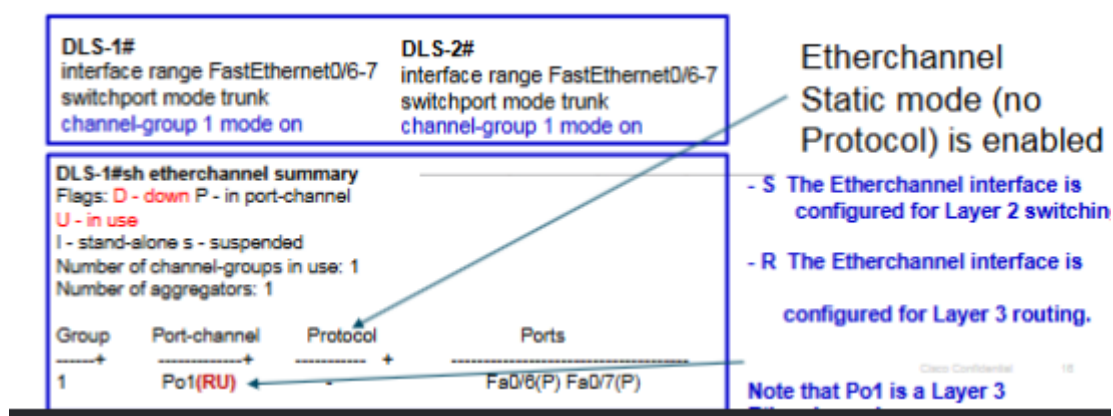 DLS-1#
interface range FastEthernet0/6-7
switchport mode trunk
channel-group 1 mode on
DLS-2#
interface range FastEthernet0/6-7
switchport mode trunk
channel-group 1 mode on
Etherchannel
Static mode (no
Protocol) is enabled
DLS-1#sh etherchannel summary
Flags: D - down P - in port-channel
U - in use
I - stand-alone s - suspended
Number of channel-groups in use: 1
Number of aggregators: 1
Group Port-channel Protocol Ports
------+ -------------+ ----------- + ------------------------------------
1 Po1(RU) - Fa0/6(P) Fa0/7(P)
- S The Etherchannel interface is
configured for Layer 2 switching
- R The Etherchannel interface is
configured for Layer 3 routing.
Cisco Confidential 16
Note that Po1 is a Layer 3